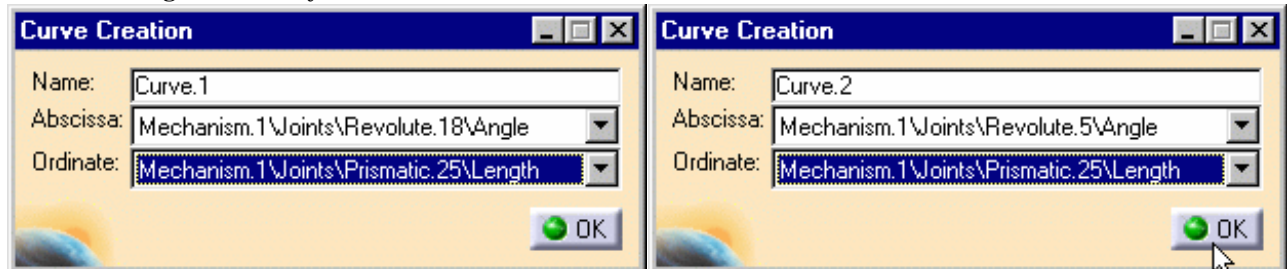 Curve Creation
Name: Curve.1
Abscissa: Mechanism.1\Joints\Revolute.18\Angle
Ordinate: Mechanism.1\Joints\Prismatic.25\Length
OK
Curve Creation
Name: Curve.2
Abscissa: Mechanism.1\Joints\Revolute.5\Angle
Ordinate: Mechanism.1\Joints\Prismatic.25\Length
OK